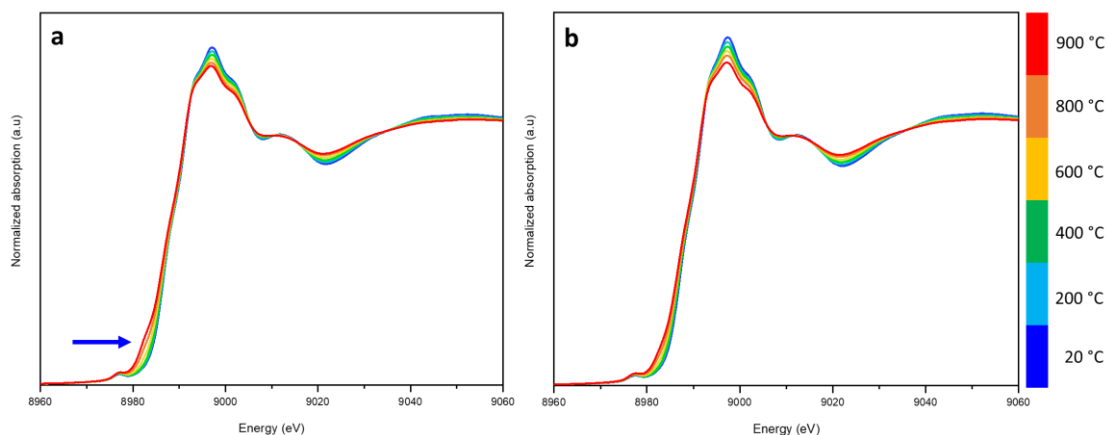 a
Normalized absorption (a.u)
8960 8980 9000 9020 9040 9060
Energy (eV)
b
Normalized absorption (a.u)
8960 8980 9000 9020 9040 9060
Energy (eV)
900 °C
800 °C
600 °C
400 °C
200 °C
20 °C